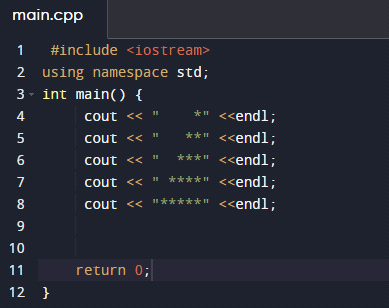 main.cpp
1 #include <iostream>
2 using namespace std;
3 int main() {
4 cout << "    *" <<endl;
5 cout << "   **" <<endl;
6 cout << "  ***" <<endl;
7 cout << " ****" <<endl;
8 cout << "*****" <<endl;
9
10
11 return 0;
12 }